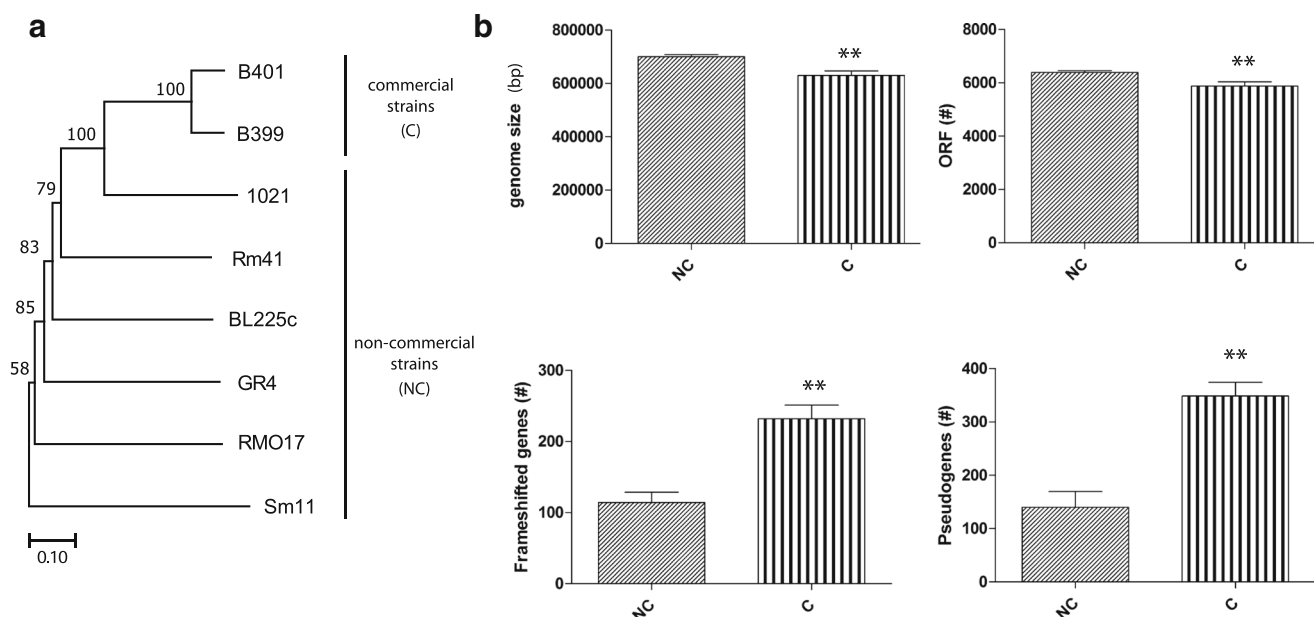 a
B401
100
B399
100
1021
79
Rm41
83
BL225c
85
GR4
58
RMO17
Sm11
0.10
commercial
strains
(C)
non-commercial
strains
(NC)
b
genome size (bp)
800000
600000
400000
200000
0
**
NC
C
ORF (#)
8000
6000
4000
2000
0
**
NC
C
Frameshifted genes (#)
300
200
100
0
**
NC
C
Pseudogenes (#)
400
300
200
100
0
**
NC
C